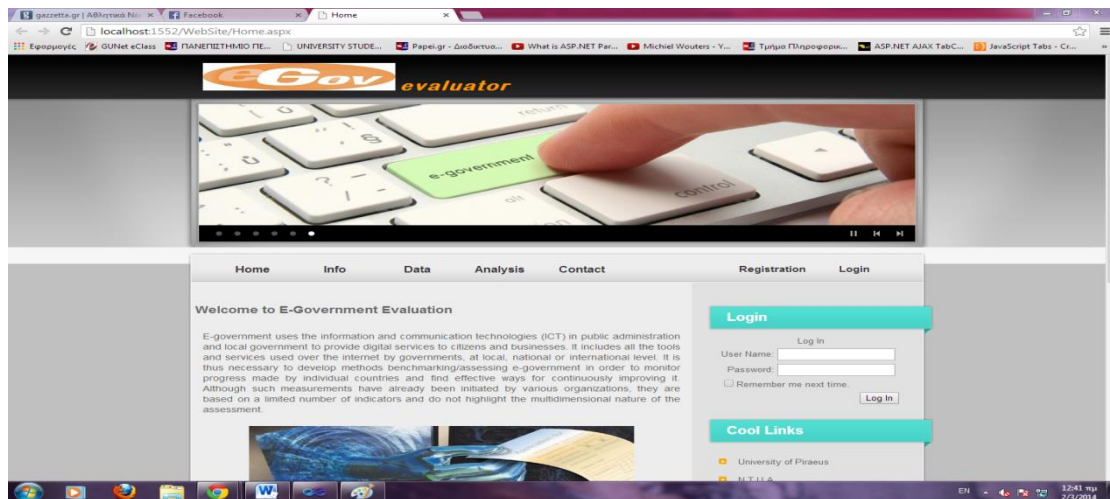 gazzetta.gr | Αθλητικά Νέα
Facebook
Home
localhost:1552/WebSite/Home.aspx
Εφαρμογές GUNet eClass ΠΑΝΕΠΙΣΤΗΜΙΟ ΠΕ... UNIVERSITY STUDE... Papei.gr - Διαδικτυα... What is ASP.NET Par... Michiel Wouters - Y... Τμήμα Πληροφορικ... ASP.NET AJAX TabC... JavaScript Tabs - Cr...
eGov evaluator
return
e-government
alt
control
Home Info Data Analysis Contact Registration Login
Welcome to E-Government Evaluation
E-government uses the information and communication technologies (ICT) in public administration
and local government to provide digital services to citizens and businesses. It includes all the tools
and services used over the internet by governments, at local, national or international level. It is
thus necessary to develop methods benchmarking/assessing e-government in order to monitor
progress made by individual countries and find effective ways for continuously improving it.
Although such measurements have already been initiated by various organizations, they are
based on a limited number of indicators and do not highlight the multidimensional nature of the
assessment.
Login
Log In
User Name:
Password:
Remember me next time.
Log In
Cool Links
University of Piraeus
N.T.U.A.
EN
12:41 πμ
2/3/2014